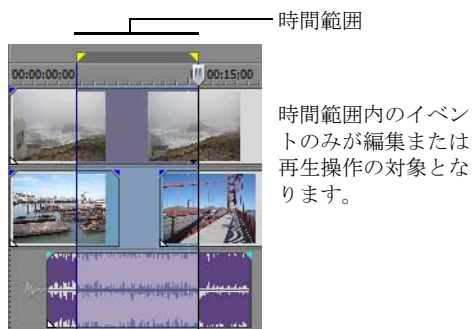 時間範囲
00:00:00;00
00:15:00
時間範囲内のイベン
トのみが編集または
再生操作の対象とな
ります。